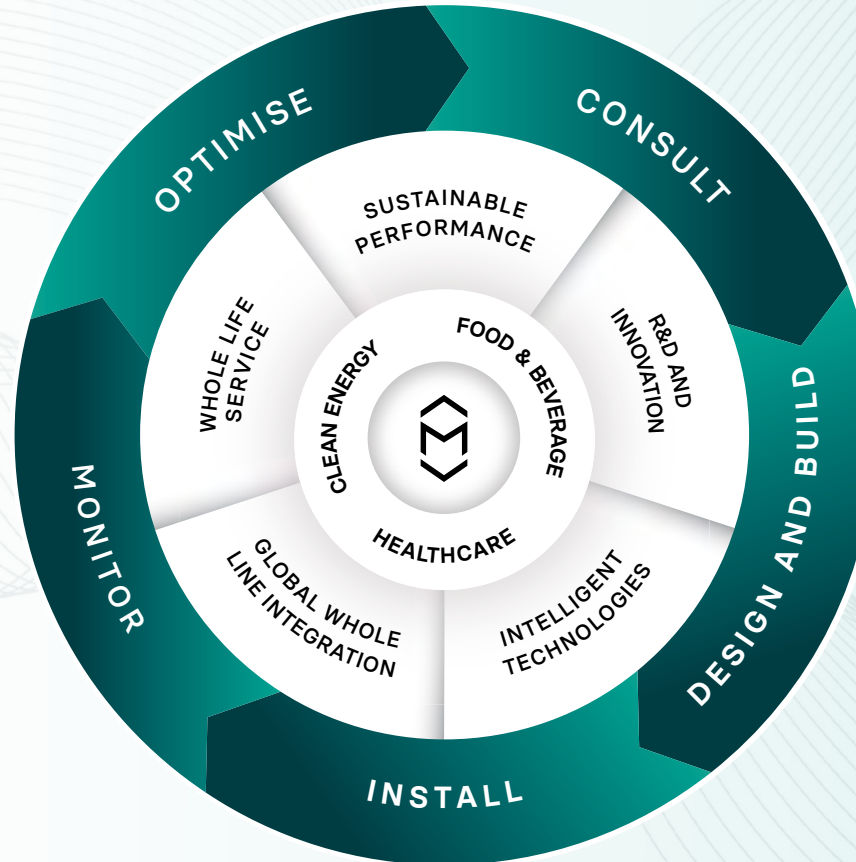 OPTIMISE
CONSULT
DESIGN AND BUILD
INSTALL
MONITOR
SUSTAINABLE
PERFORMANCE
R&D AND
INNOVATION
INTELLIGENT
TECHNOLOGIES
GLOBAL WHOLE
LINE INTEGRATION
WHOLE LIFE
SERVICE
CLEAN ENERGY
FOOD & BEVERAGE
HEALTHCARE